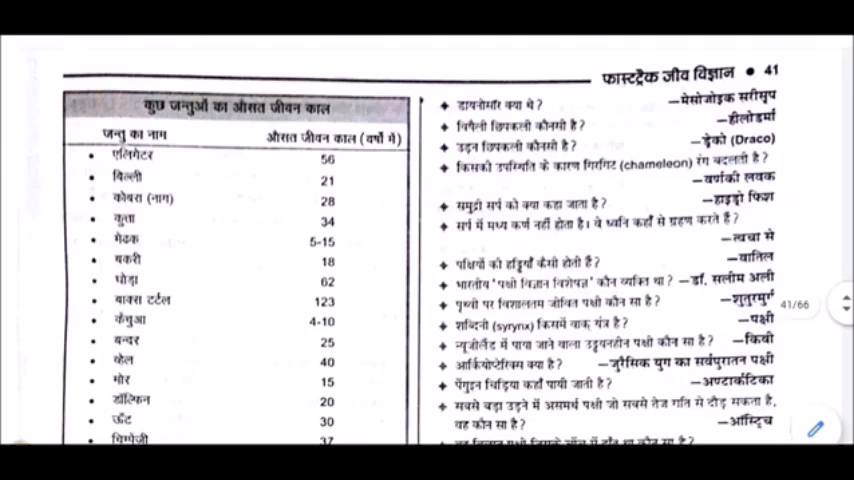 फास्टट्रैक जीव विज्ञान ● 41
कुछ जन्तुओं का औसत जीवन काल
जन्तु का नाम औसत जीवन काल (वर्षों में)
• एलिगेटर 56
• बिल्ली 21
• कोबरा (नाग) 28
• कुत्ता 34
• मेढक 5-15
• बकरी 18
• घोड़ा 62
• बाक्स टर्टल 123
• केंचुआ 4-10
• बन्दर 25
• व्हेल 40
• मोर 15
• डॉल्फिन 20
• ऊँट 30
• चिम्पेंजी 37
✦ डायनोसॉर क्या थे? —मेसोजोइक सरीसृप
✦ विषैली छिपकली कौनसी है? —हीलोडर्मा
✦ उड़न छिपकली कौनसी है? —ड्रेको (Draco)
✦ किसकी उपस्थिति के कारण गिरगिट (chameleon) रंग बदलती है?
—वर्णकी लवक
✦ समुद्री सर्प को क्या कहा जाता है? —हाइड्रो फिश
✦ सर्प में मध्य कर्ण नहीं होता है। वे ध्वनि कहाँ से ग्रहण करते हैं?
—त्वचा से
✦ पक्षियों की हड्डियाँ कैसी होती हैं? —वातिल
✦ भारतीय 'पक्षी विज्ञान विशेषज्ञ' कौन व्यक्ति था? —डॉ. सलीम अली
✦ पृथ्वी पर विशालतम जीवित पक्षी कौन सा है? —शुतुरमुर्ग
✦ शब्दिनी (syrynx) किसमें वाक् यंत्र है? —पक्षी
✦ न्यूजीलैंड में पाया जाने वाला उड्डयनहीन पक्षी कौन सा है? —किवी
✦ आर्कियोप्टेरिक्स क्या है? —जुरैसिक युग का सर्वपुरातन पक्षी
✦ पेंगुइन चिड़िया कहाँ पायी जाती है? —अण्टार्कटिका
✦ सबसे बड़ा उड़ने में असमर्थ पक्षी जो सबसे तेज गति से दौड़ सकता है,
वह कौन सा है? —ऑस्ट्रिच
41/66